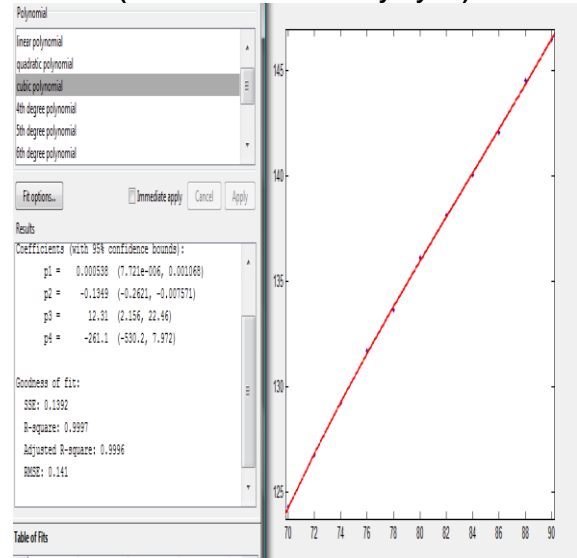 Polynomial
linear polynomial
quadratic polynomial
cubic polynomial
4th degree polynomial
5th degree polynomial
6th degree polynomial
Fit options...
Immediate apply
Cancel
Apply
Results
Coefficients (with 95% confidence bounds):
p1 = 0.000538 (7.721e-006, 0.001068)
p2 = -0.1349 (-0.2621, -0.007571)
p3 = 12.31 (2.156, 22.46)
p4 = -261.1 (-530.2, 7.972)
Goodness of fit:
SSE: 0.1392
R-square: 0.9997
Adjusted R-square: 0.9996
RMSE: 0.141
Table of Fits
145
140
135
130
125
70 72 74 76 78 80 82 84 86 88 90